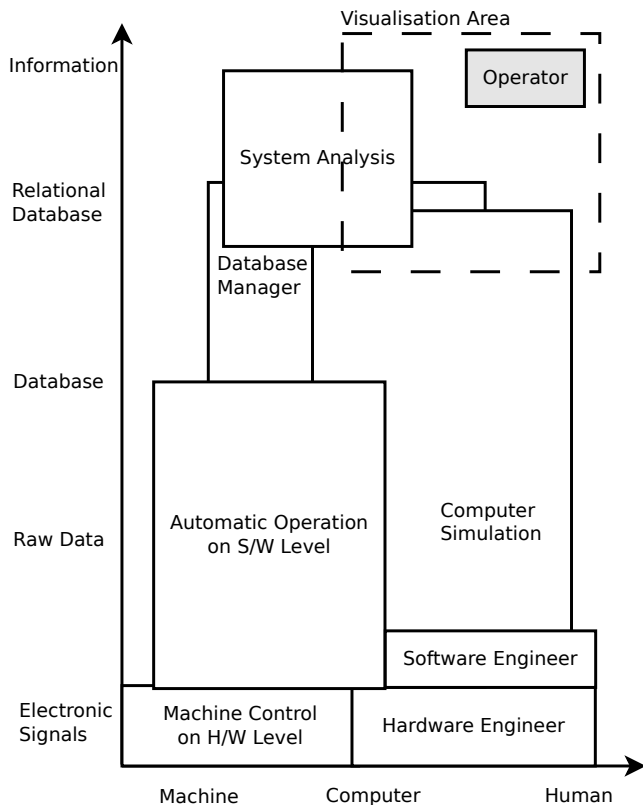 Visualisation Area
Information
Operator
System Analysis
Relational
Database
Database
Manager
Database
Automatic Operation
on S/W Level
Computer
Simulation
Raw Data
Software Engineer
Electronic
Signals
Machine Control
on H/W Level
Hardware Engineer
Machine
Computer
Human